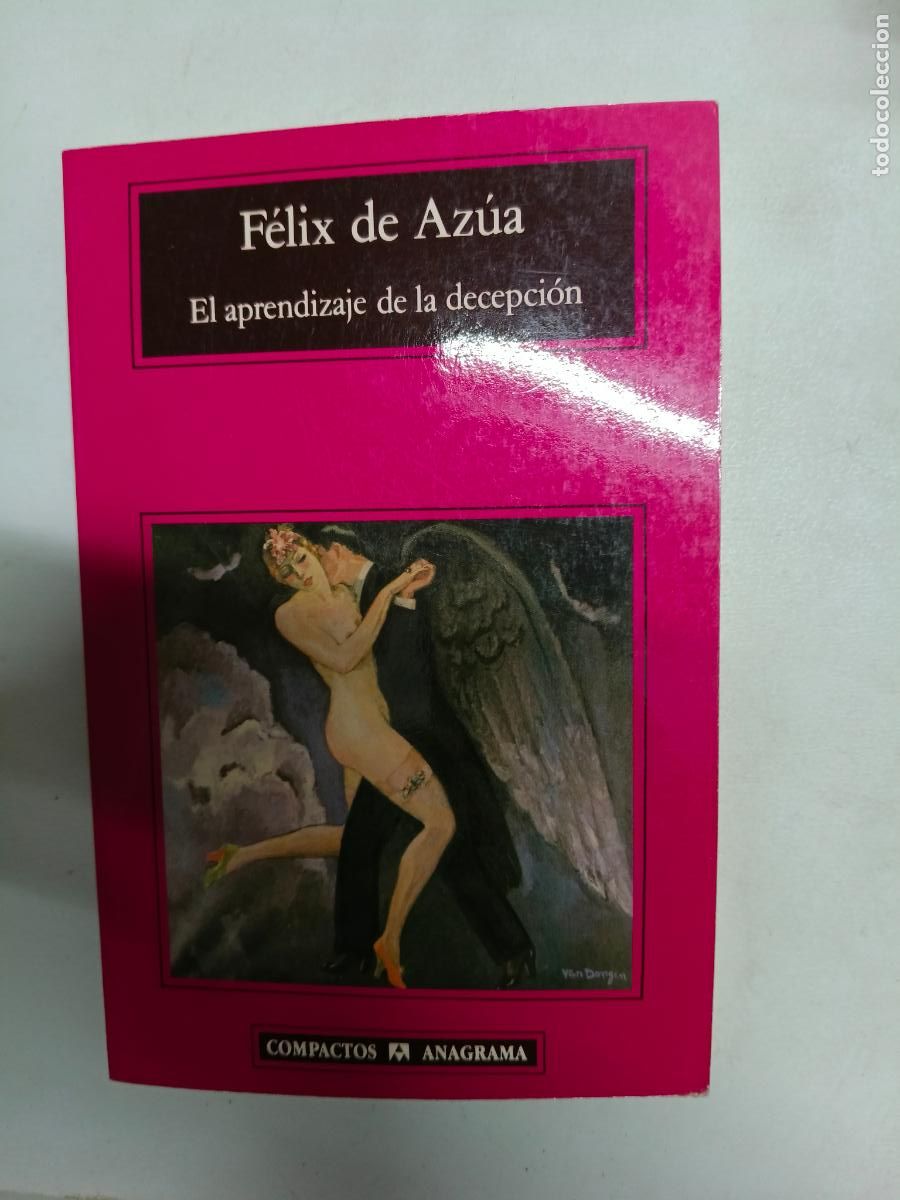 Félix de Azúa
El aprendizaje de la decepción
Van Dongen
COMPACTOS ANAGRAMA
todocoleccion